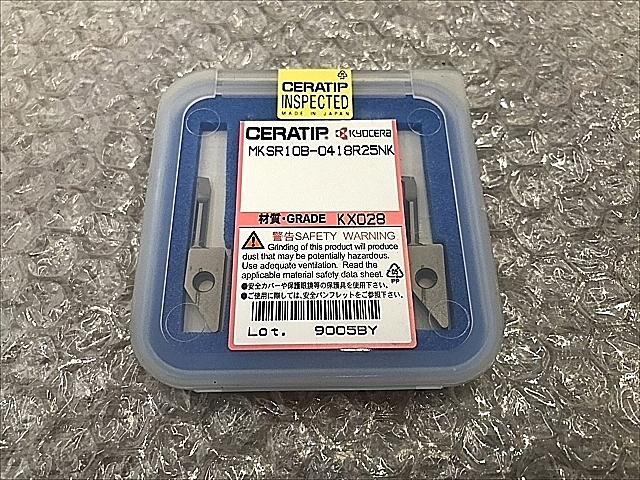 CERATIP
INSPECTED
MADE IN JAPAN
CERATIP KYOCERA
MKSR10B-0418R25NK
材質・GRADE KX028
警告SAFETY WARNING
Grinding of this product will produce
dust that may be potentially hazardous.
Use adequate ventilation. Read the
applicable material safety data sheet.
PP
●安全カバーや保護眼鏡等の保護具を使用下さい。
●ご使用に際しては、安全パンフレットをご参照下さい。
Lot. 9005BY